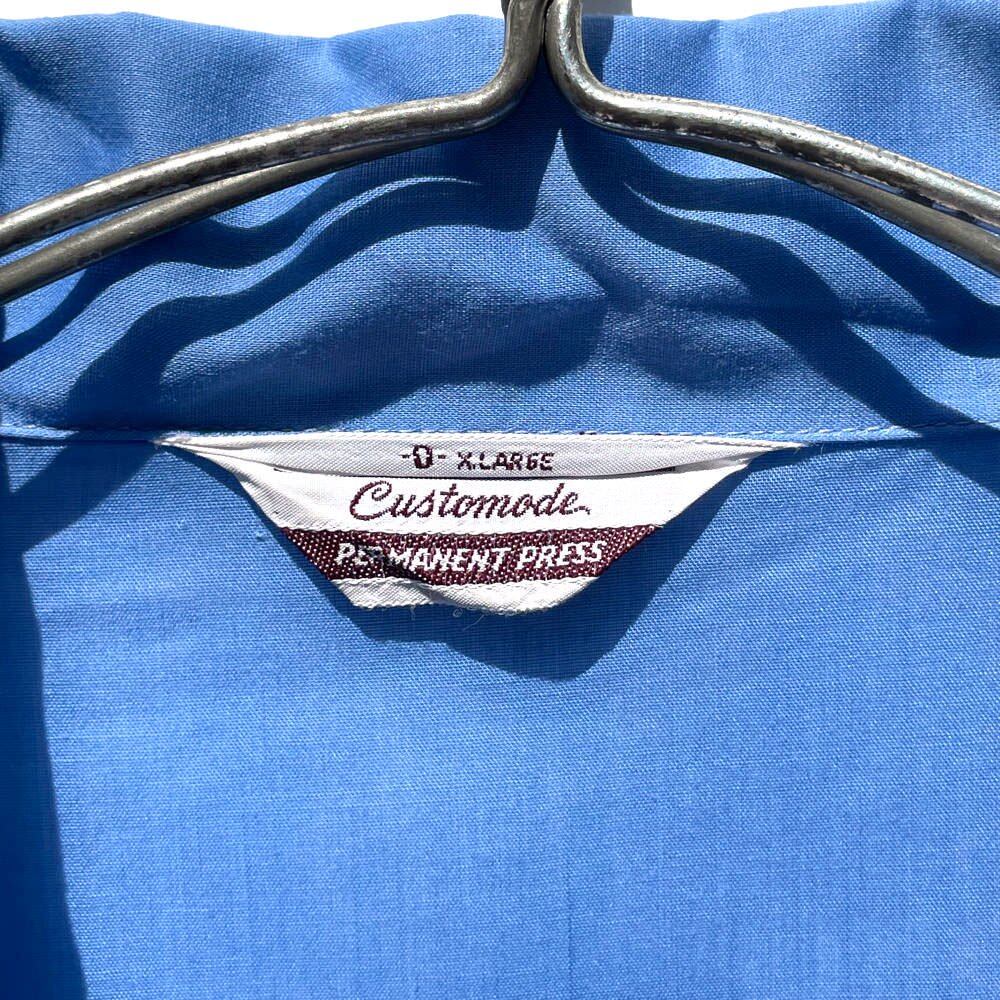 -0- X.LARGE
Customode
PERMANENT PRESS